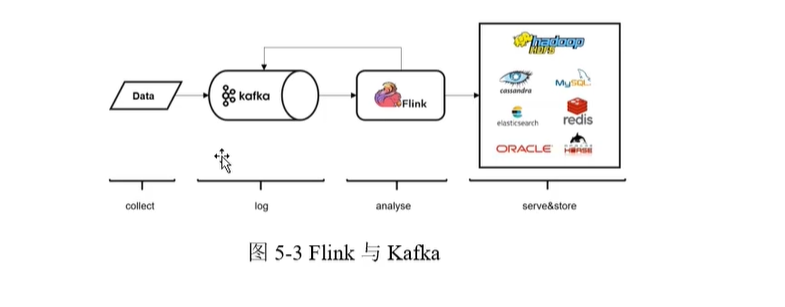 hadoop
HDFS
Data
kafka
Flink
cassandra
MySQL
elasticsearch
redis
ORACLE
HBASE
collect
log
analyse
serve&store
图 5-3 Flink 与 Kafka